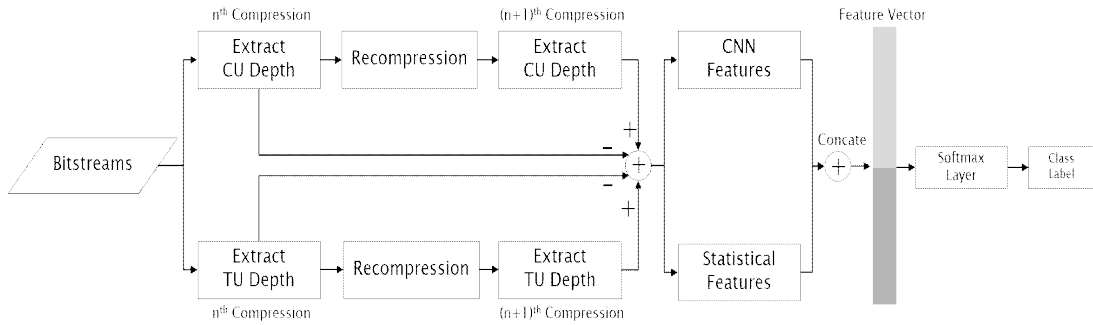 nth Compression
(n+1)th Compression
Feature Vector
Extract
CU Depth
Recompression
Extract
CU Depth
CNN
Features
+
−
Concate
Bitstreams
−
+
Softmax
Layer
Class
Label
−
+
Extract
TU Depth
Recompression
Extract
TU Depth
Statistical
Features
nth Compression
(n+1)th Compression